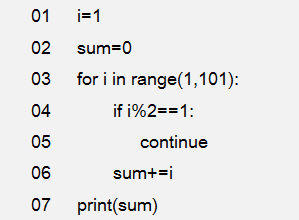 01 i=1
02 sum=0
03 for i in range(1,101):
04 if i%2==1:
05 continue
06 sum+=i
07 print(sum)